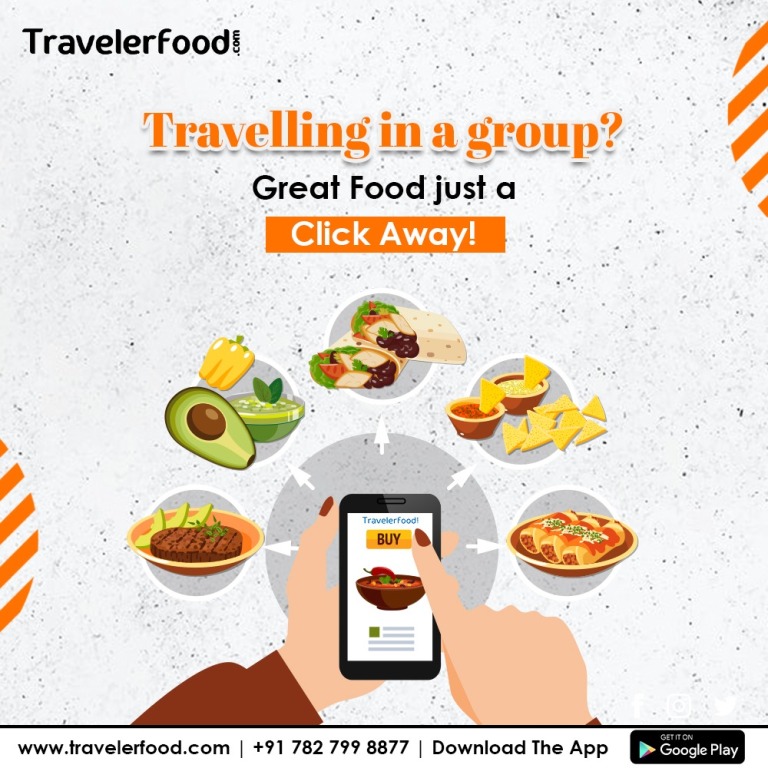 Travelerfood.com
Travelling in a group?
Great Food just a
Click Away!
Travelerfood!
BUY
www.travelerfood.com | +91 782 799 8877 | Download The App
GET IT ON
Google Play